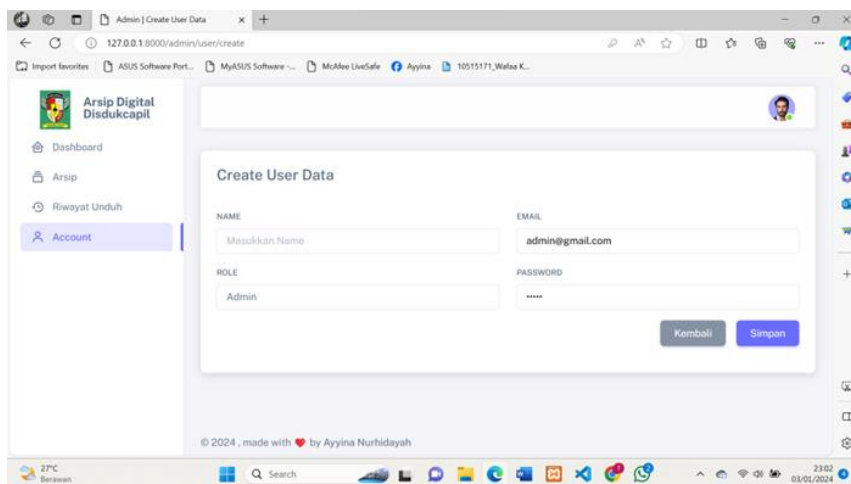 Admin | Create User Data
127.0.0.1:8000/admin/user/create
Import favorites
ASUS Software Port...
MyASUS Software -...
McAfee LiveSafe
Ayyina
10515171_Wafaa K...
Arsip Digital
Disdukcapil
Dashboard
Arsip
Riwayat Unduh
Account
Create User Data
NAME
EMAIL
Masukkan Name
admin@gmail.com
ROLE
PASSWORD
Admin
•••••
Kembali
Simpan
© 2024 , made with ❤ by Ayyina Nurhidayah
27°C
Berawan
Search
23:02
03/01/2024